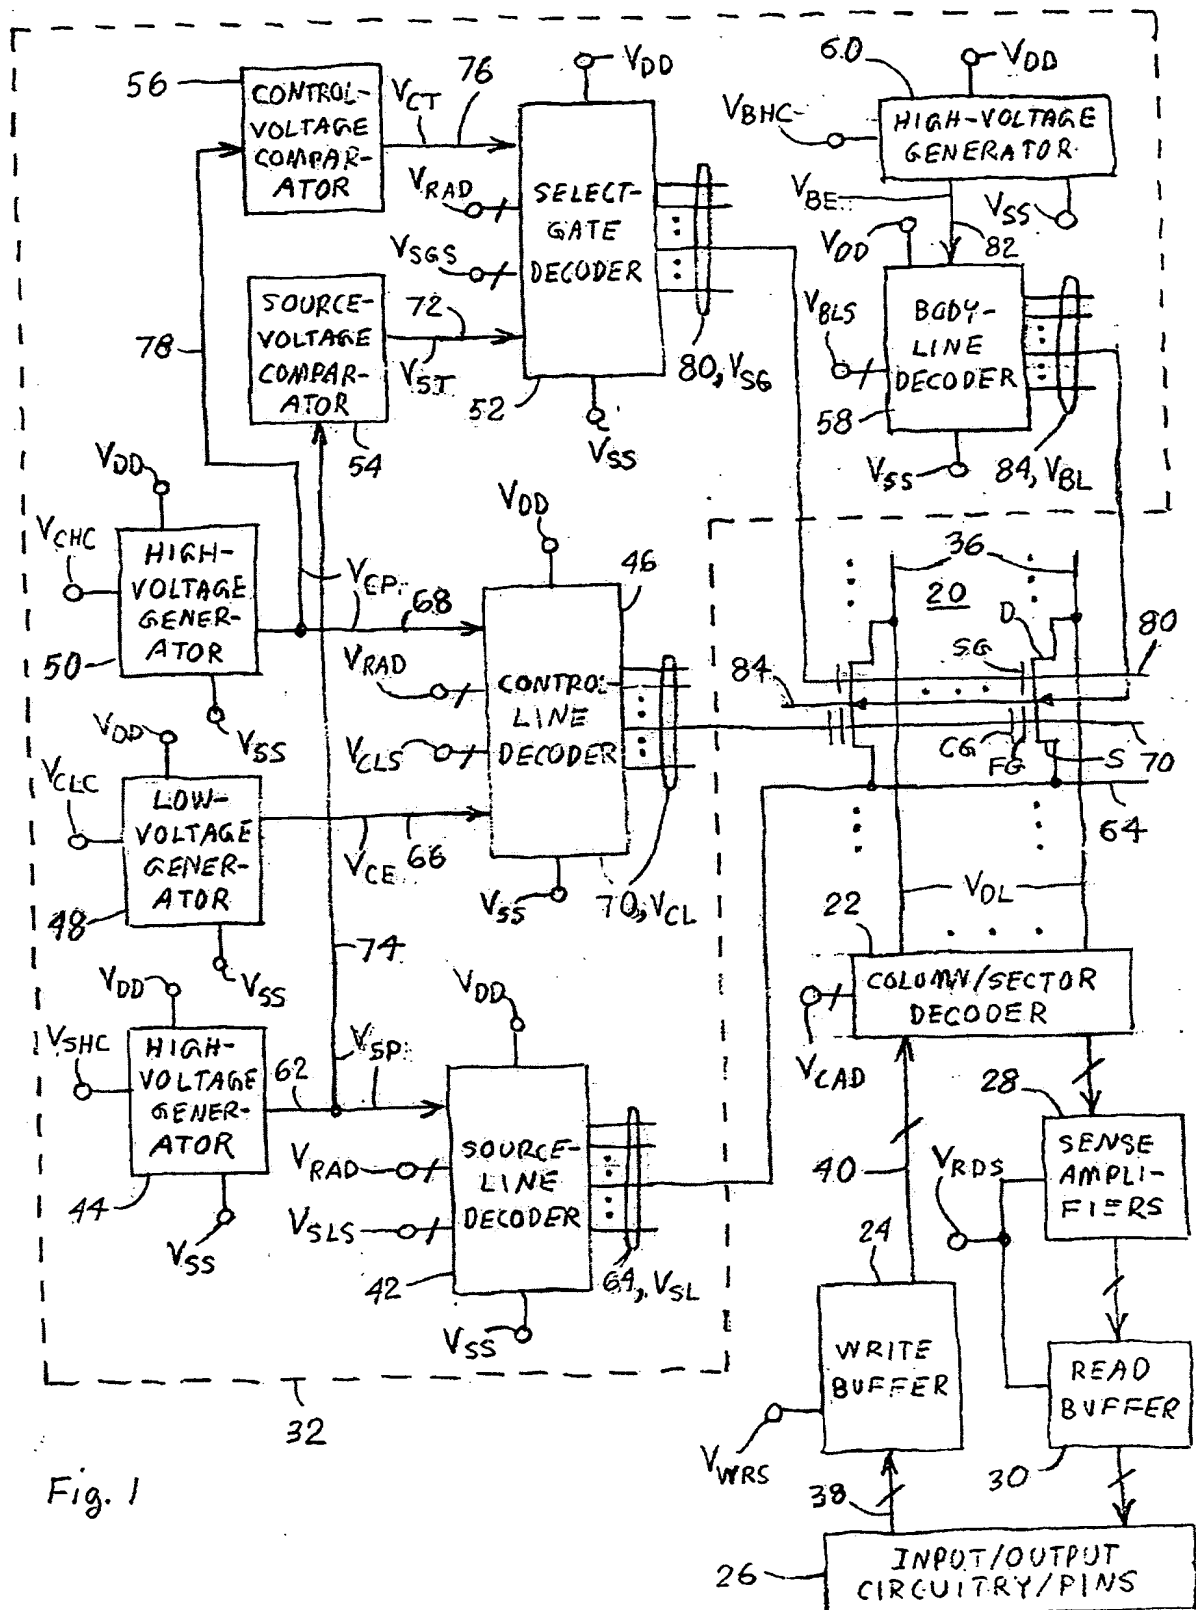 56
CONTROL-
VOLTAGE
COMPAR-
ATOR
VCT
76
VDD
VRAD
VSGS
SELECT-
GATE
DECODER
52
VSS
80, VSG
60
VDD
VBHC
HIGH-VOLTAGE
GENERATOR
VBE
VSS
82
VDD
VBLS
BODY-
LINE
DECODER
58
VSS
84, VBL
78
SOURCE-
VOLTAGE
COMPAR-
ATOR
72
VST
54
VDD
VCHC
HIGH-
VOLTAGE
GENER-
ATOR
50
VSS
VCP
68
VDD
46
VRAD
CONTROL-
LINE
DECODER
VCLS
VSS
70, VCL
VDD
VCLC
LOW-
VOLTAGE
GENER-
ATOR
48
VSS
VCE
66
74
36
20
D
SG
80
84
CG
FG
S
70
64
VDL
22
COLUMN/SECTOR
DECODER
VCAD
VDD
VSHC
HIGH-
VOLTAGE
GENER-
ATOR
44
VSS
62
VSP
VDD
VRAD
SOURCE-
LINE
DECODER
VSLS
42
64, VSL
VSS
40
28
VRDS
SENSE
AMPLI-
FIERS
24
WRITE
BUFFER
READ
BUFFER
VWRS
30
38
32
26
INPUT/OUTPUT
CIRCUITRY/PINS
Fig. 1